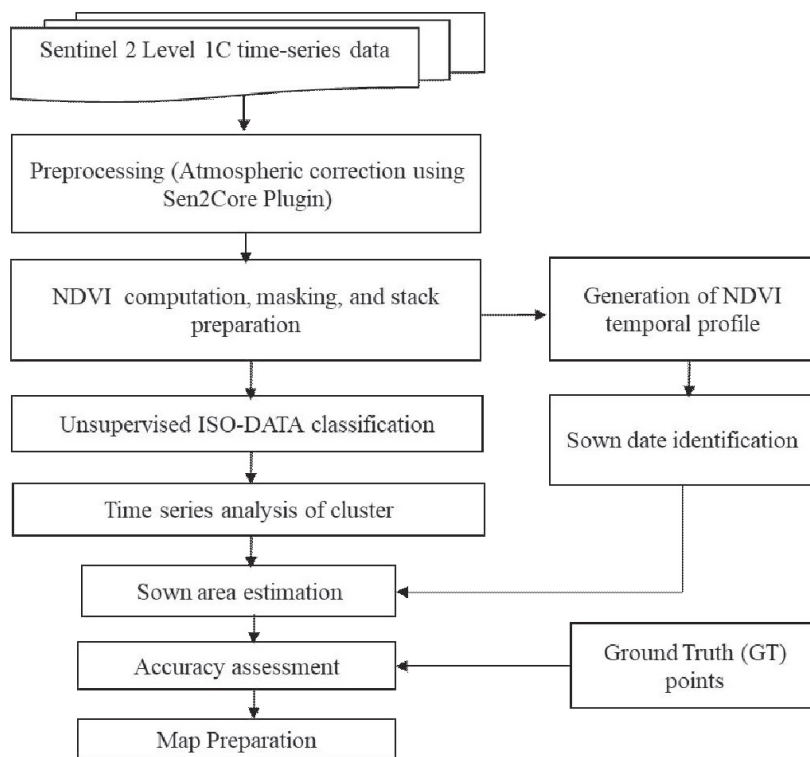 Sentinel 2 Level 1C time-series data
Preprocessing (Atmospheric correction using
Sen2Core Plugin)
NDVI computation, masking, and stack
preparation
Generation of NDVI
temporal profile
Unsupervised ISO-DATA classification
Sown date identification
Time series analysis of cluster
Sown area estimation
Accuracy assessment
Ground Truth (GT)
points
Map Preparation